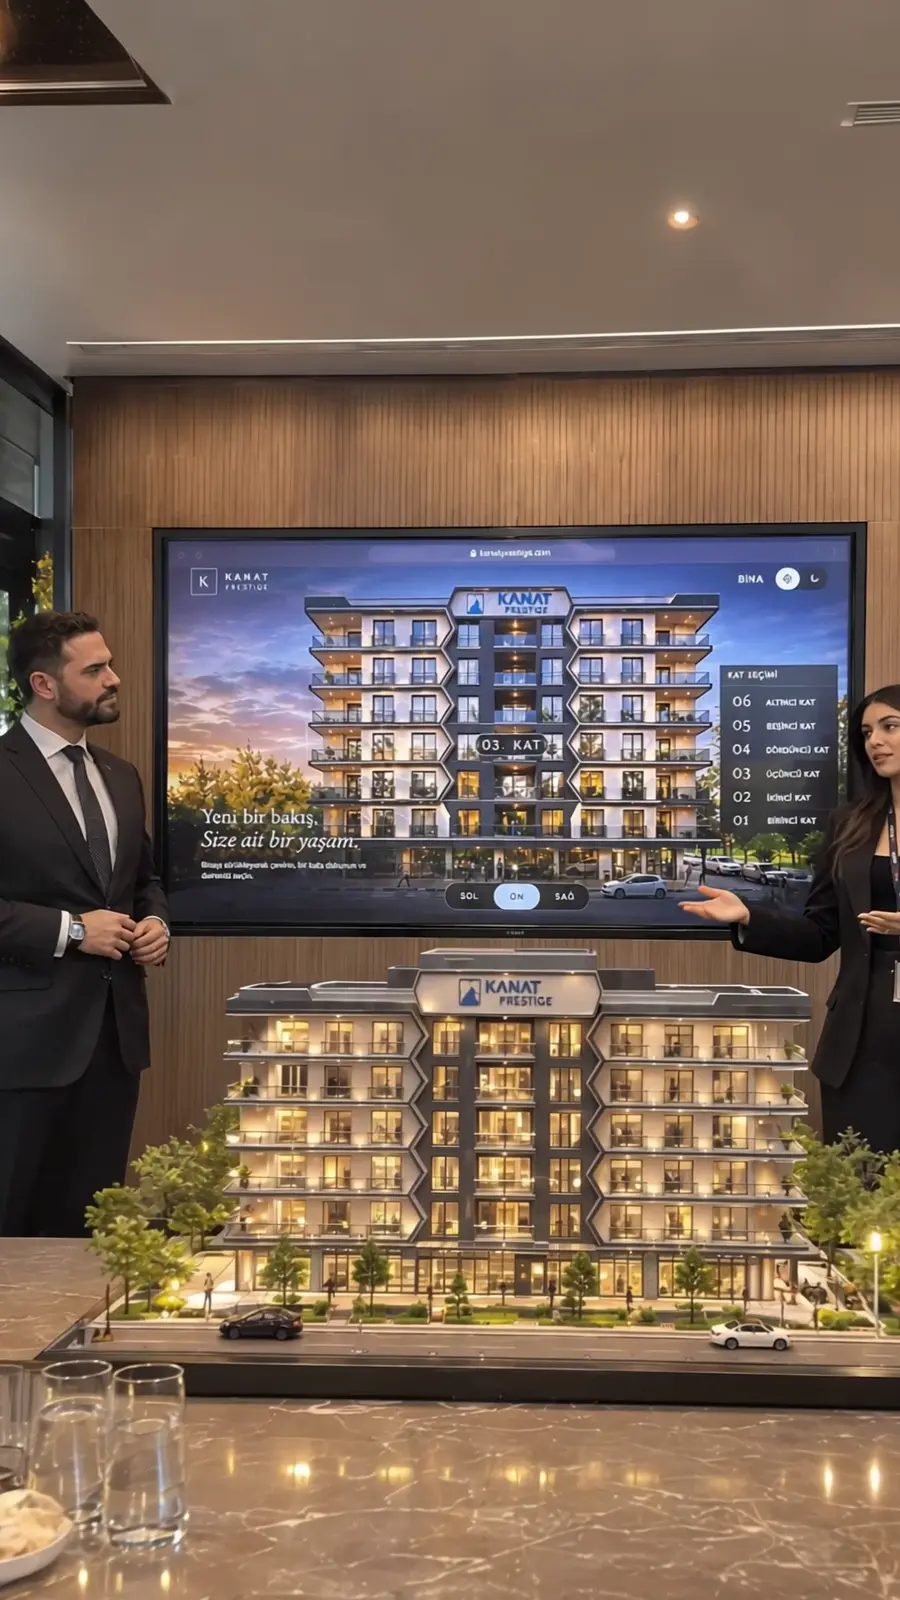 KANAT
PRESTIGE
BİNA
KANAT
PRESTIGE
KAT SEÇİMİ
06 ALTINCI KAT
05 BEŞİNCİ KAT
04 DÖRDÜNCÜ KAT
03 ÜÇÜNCÜ KAT
02 İKİNCİ KAT
01 BİRİNCİ KAT
03. KAT
Yeni bir bakış,
Size ait bir yaşam.
SOL ÖN SAĞ
KANAT
PRESTIGE